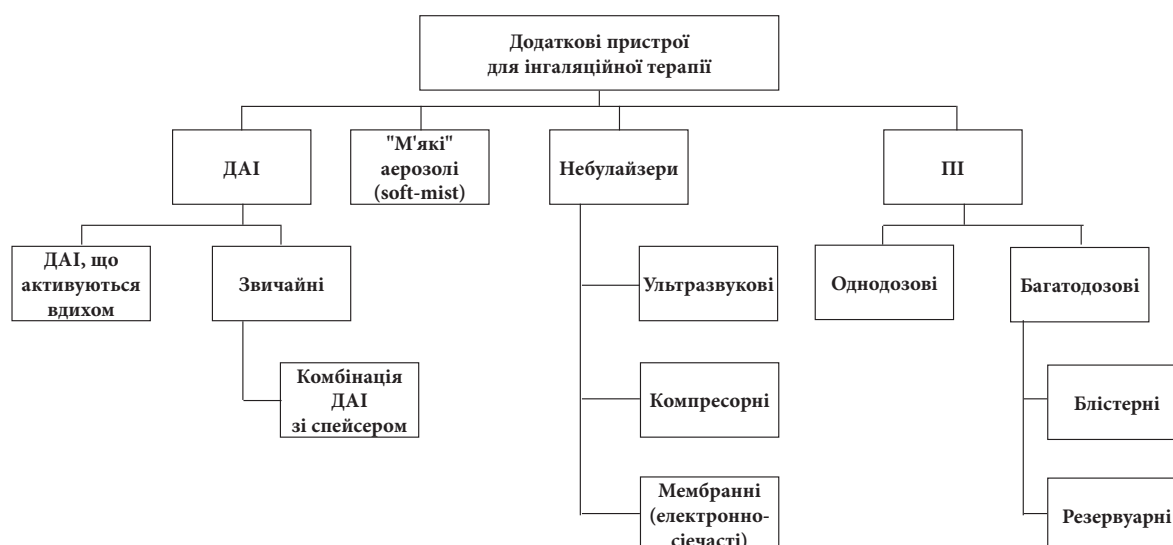 Додаткові пристрої
для інгаляційної терапії
ДАІ
"М'які"
аерозолі
(soft-mist)
Небулайзери
ПІ
ДАІ, що
активуються
вдихом
Звичайні
Ультразвукові
Однодозові
Багатодозові
Комбінація
ДАІ
зі спейсером
Компресорні
Блістерні
Мембранні
(електронно-
сіечасті)
Резервуарні